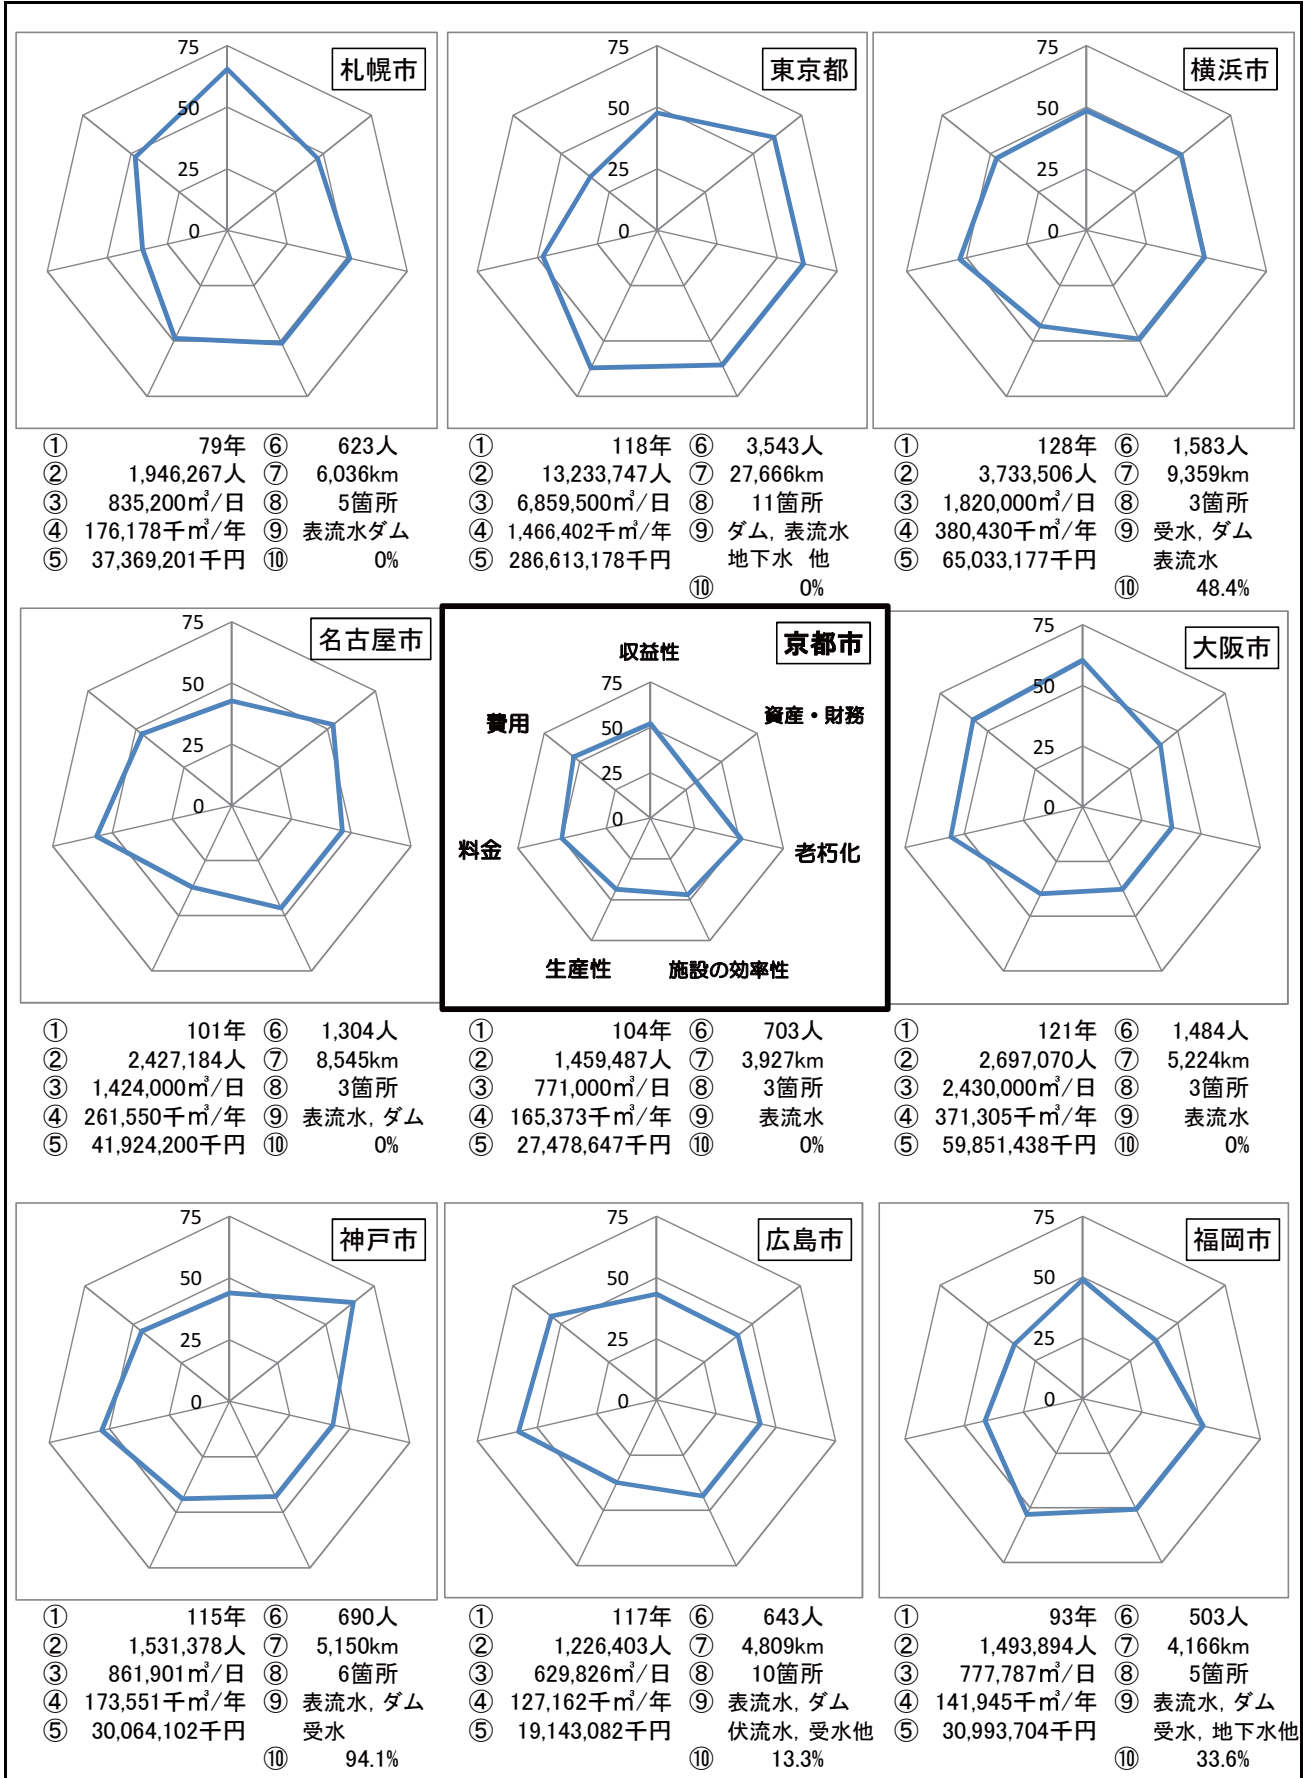 札幌市
75
50
25
0
① 79年 ⑥ 623人
② 1,946,267人 ⑦ 6,036km
③ 835,200㎥/日 ⑧ 5箇所
④ 176,178千㎥/年 ⑨ 表流水ダム
⑤ 37,369,201千円 ⑩ 0%
東京都
75
50
25
0
① 118年 ⑥ 3,543人
② 13,233,747人 ⑦ 27,666km
③ 6,859,500㎥/日 ⑧ 11箇所
④ 1,466,402千㎥/年 ⑨ ダム, 表流水
⑤ 286,613,178千円 地下水 他
⑩ 0%
横浜市
75
50
25
0
① 128年 ⑥ 1,583人
② 3,733,506人 ⑦ 9,359km
③ 1,820,000㎥/日 ⑧ 3箇所
④ 380,430千㎥/年 ⑨ 受水, ダム
⑤ 65,033,177千円 表流水
⑩ 48.4%
名古屋市
75
50
25
0
① 101年 ⑥ 1,304人
② 2,427,184人 ⑦ 8,545km
③ 1,424,000㎥/日 ⑧ 3箇所
④ 261,550千㎥/年 ⑨ 表流水, ダム
⑤ 41,924,200千円 ⑩ 0%
京都市
収益性
75
資産・財務
費用
50
25
0
料金
老朽化
生産性
施設の効率性
① 104年 ⑥ 703人
② 1,459,487人 ⑦ 3,927km
③ 771,000㎥/日 ⑧ 3箇所
④ 165,373千㎥/年 ⑨ 表流水
⑤ 27,478,647千円 ⑩ 0%
大阪市
75
50
25
0
① 121年 ⑥ 1,484人
② 2,697,070人 ⑦ 5,224km
③ 2,430,000㎥/日 ⑧ 3箇所
④ 371,305千㎥/年 ⑨ 表流水
⑤ 59,851,438千円 ⑩ 0%
神戸市
75
50
25
0
① 115年 ⑥ 690人
② 1,531,378人 ⑦ 5,150km
③ 861,901㎥/日 ⑧ 6箇所
④ 173,551千㎥/年 ⑨ 表流水, ダム
⑤ 30,064,102千円 受水
⑩ 94.1%
広島市
75
50
25
0
① 117年 ⑥ 643人
② 1,226,403人 ⑦ 4,809km
③ 629,826㎥/日 ⑧ 10箇所
④ 127,162千㎥/年 ⑨ 表流水, ダム
⑤ 19,143,082千円 伏流水, 受水他
⑩ 13.3%
福岡市
75
50
25
0
① 93年 ⑥ 503人
② 1,493,894人 ⑦ 4,166km
③ 777,787㎥/日 ⑧ 5箇所
④ 141,945千㎥/年 ⑨ 表流水, ダム
⑤ 30,993,704千円 受水, 地下水他
⑩ 33.6%